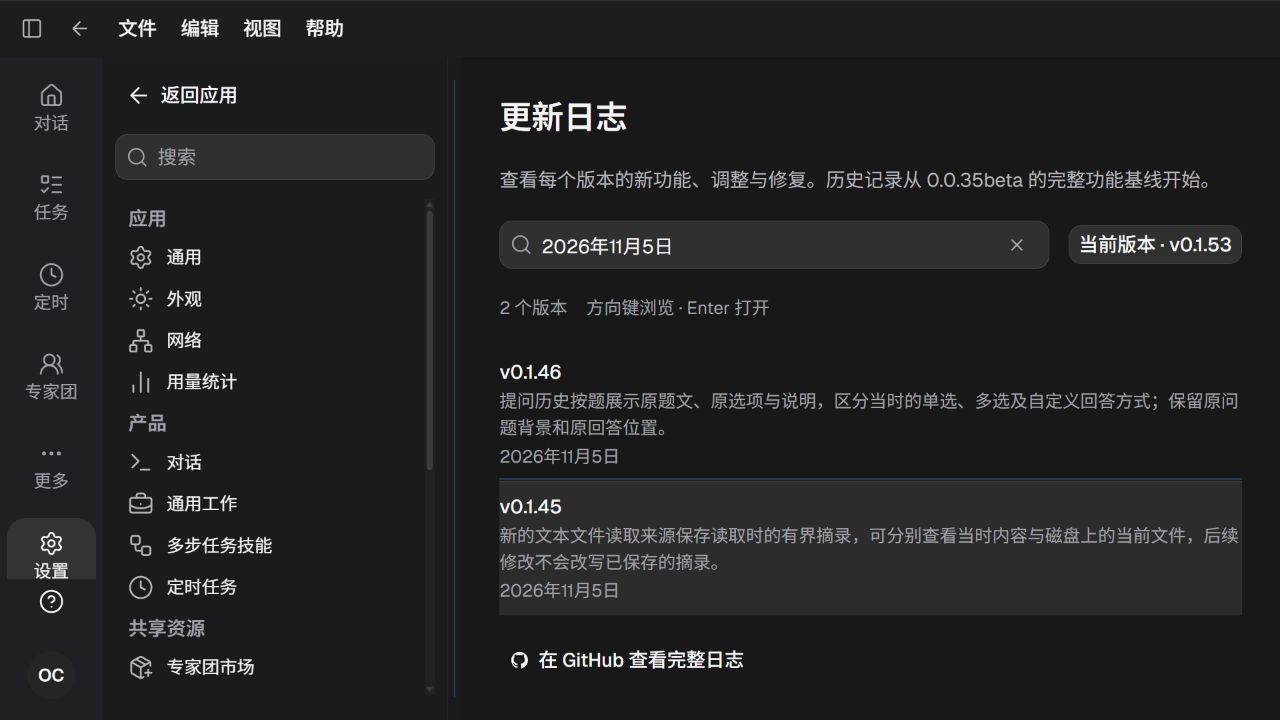 文件 编辑 视图 帮助
对话
任务
定时
专家团
更多
设置
OC
返回应用
搜索
应用
通用
外观
网络
用量统计
产品
对话
通用工作
多步任务技能
定时任务
共享资源
专家团市场
更新日志
查看每个版本的新功能、调整与修复。历史记录从 0.0.35beta 的完整功能基线开始。
2026年11月5日
当前版本 · v0.1.53
2 个版本 方向键浏览 · Enter 打开
v0.1.46
提问历史按题展示原题文、原选项与说明，区分当时的单选、多选及自定义回答方式；保留原问
题背景和原回答位置。
2026年11月5日
v0.1.45
新的文本文件读取来源保存读取时的有界摘录，可分别查看当时内容与磁盘上的当前文件，后续
修改不会改写已保存的摘录。
2026年11月5日
在 GitHub 查看完整日志